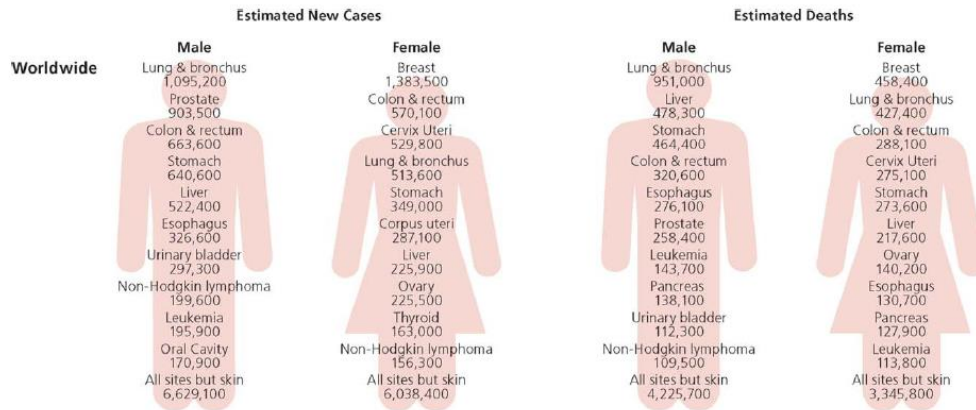 Estimated New Cases
Estimated Deaths
Worldwide
Male
Lung & bronchus
1,095,200
Prostate
903,500
Colon & rectum
663,600
Stomach
640,600
Liver
522,400
Esophagus
326,600
Urinary bladder
297,300
Non-Hodgkin lymphoma
199,600
Leukemia
195,900
Oral Cavity
170,900
All sites but skin
6,629,100
Female
Breast
1,383,500
Colon & rectum
570,100
Cervix Uteri
529,800
Lung & bronchus
513,600
Stomach
349,000
Corpus uteri
287,100
Liver
225,900
Ovary
225,500
Thyroid
163,000
Non-Hodgkin lymphoma
156,300
All sites but skin
6,038,400
Male
Lung & bronchus
951,000
Liver
478,300
Stomach
464,400
Colon & rectum
320,600
Esophagus
276,100
Prostate
258,400
Leukemia
143,700
Pancreas
138,100
Urinary bladder
112,300
Non-Hodgkin lymphoma
109,500
All sites but skin
4,225,700
Female
Breast
458,400
Lung & bronchus
427,400
Colon & rectum
288,100
Cervix Uteri
275,100
Stomach
273,600
Liver
217,600
Ovary
140,200
Esophagus
130,700
Pancreas
127,900
Leukemia
113,800
All sites but skin
3,345,800